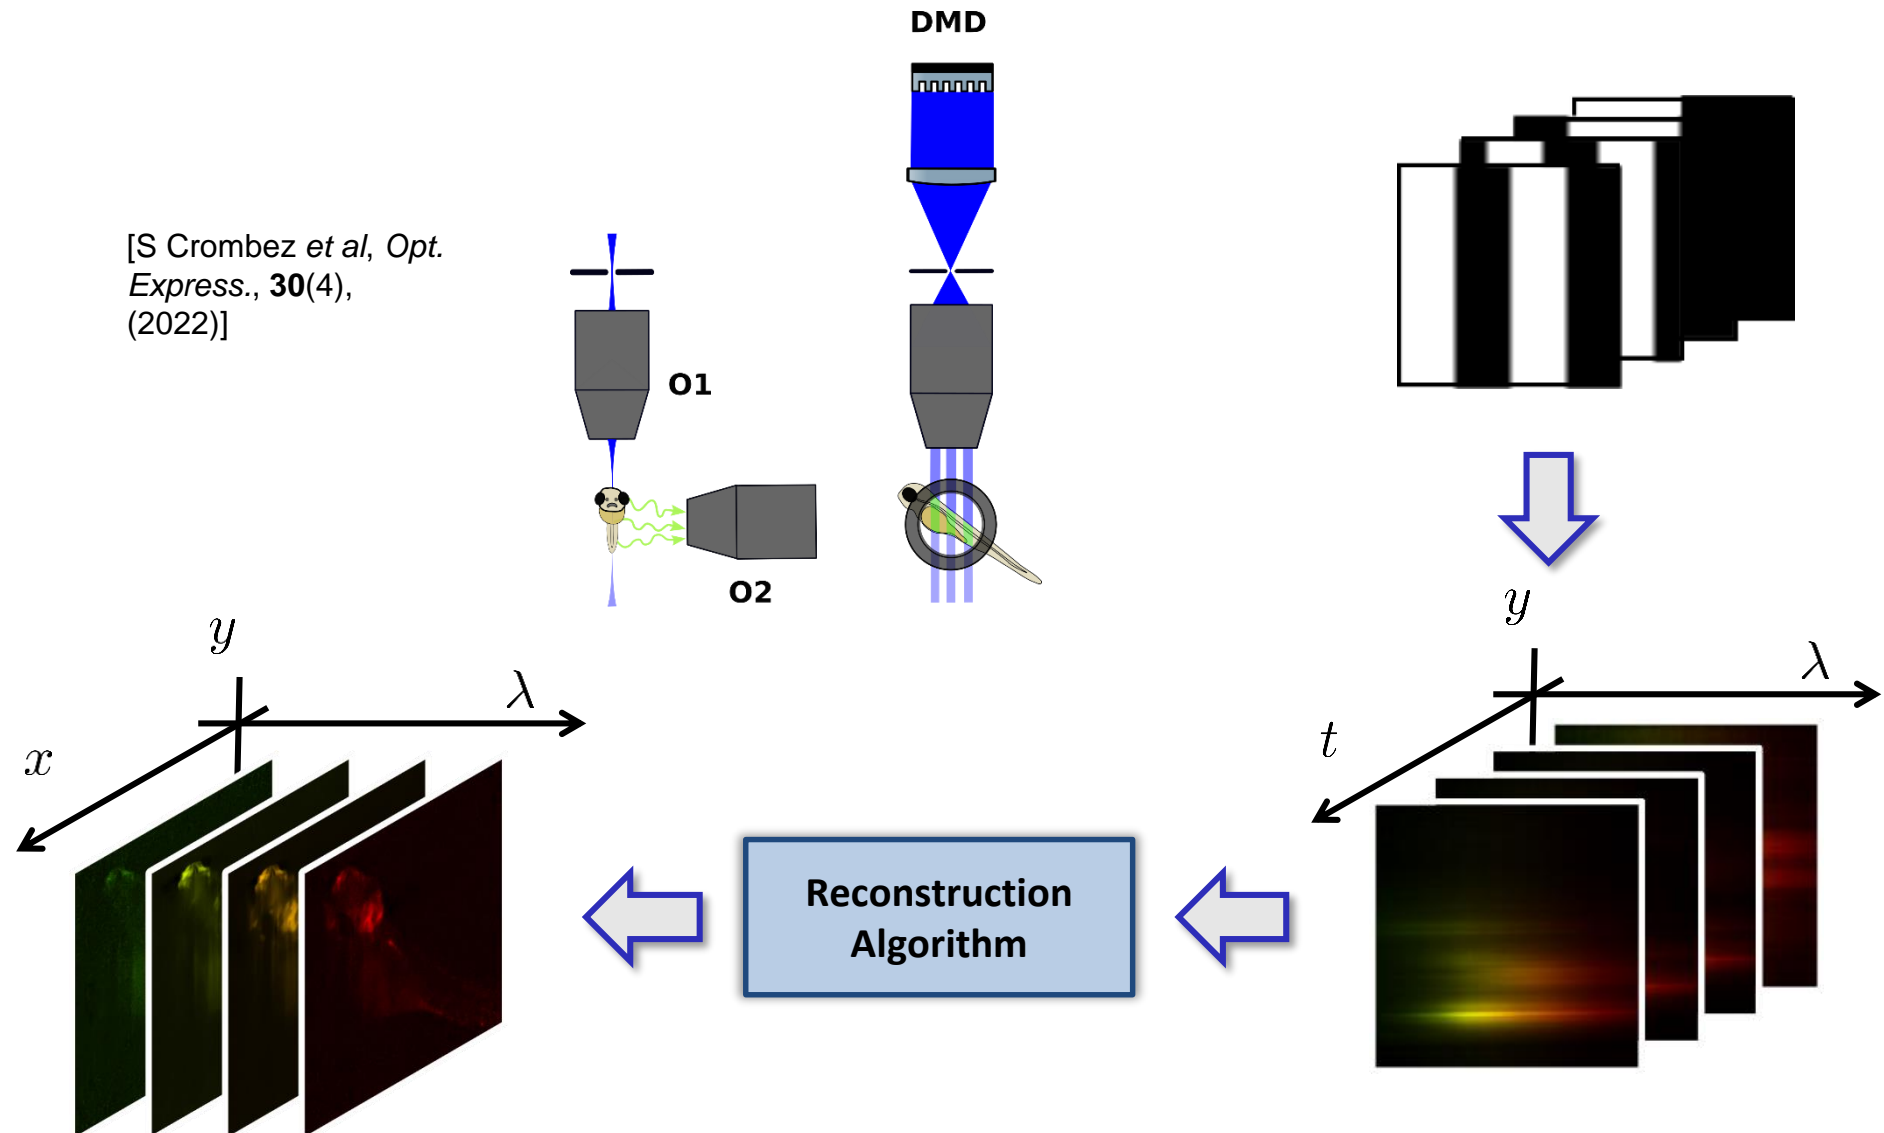 DMD
[S Crombez et al, Opt.
Express., 30(4),
(2022)]
O1
O2
y
λ
x
y
λ
t
Reconstruction
Algorithm